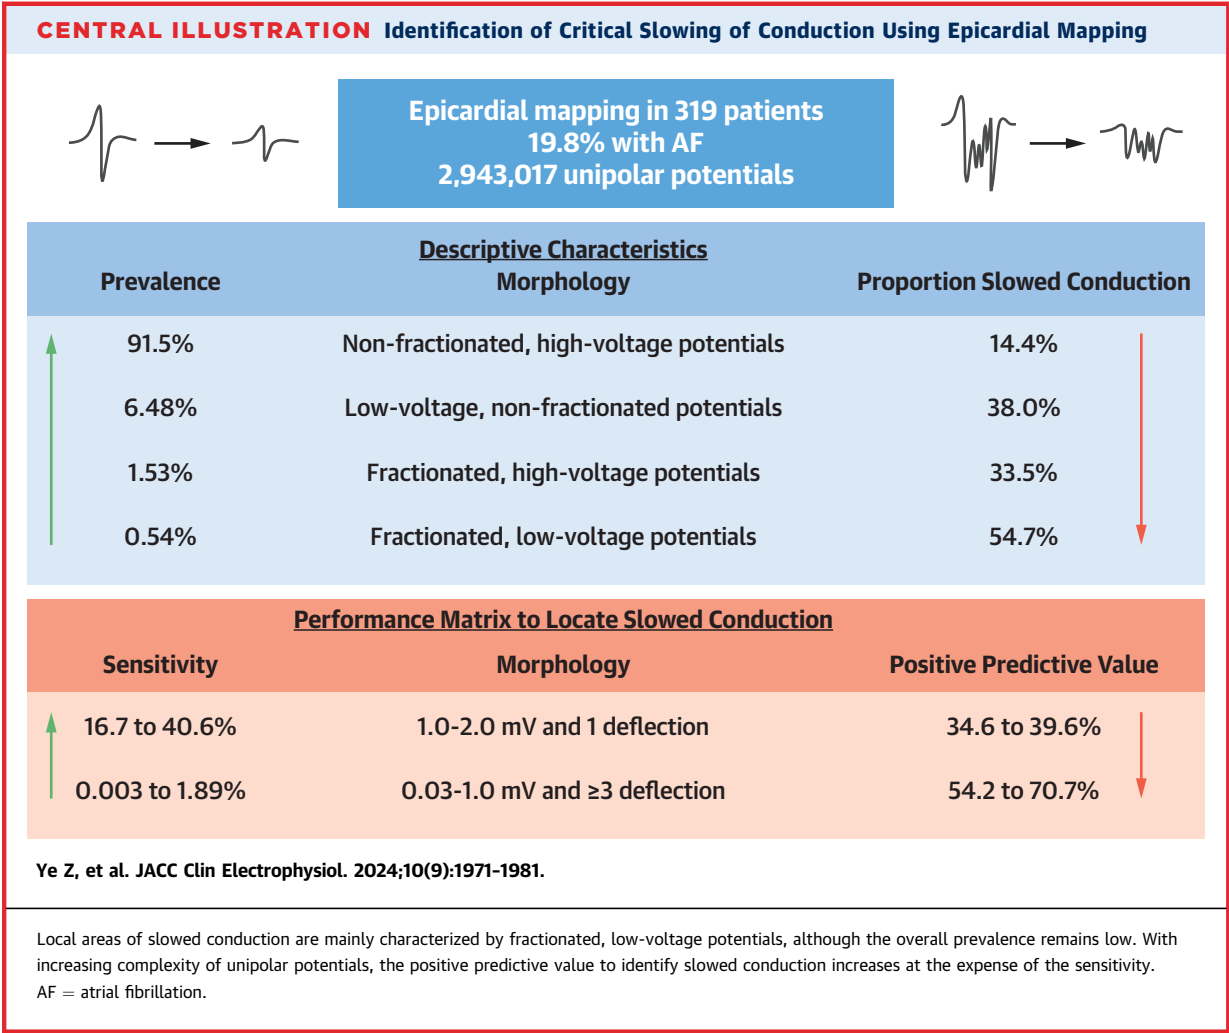 CENTRAL ILLUSTRATION Identification of Critical Slowing of Conduction Using Epicardial Mapping
Epicardial mapping in 319 patients
19.8% with AF
2,943,017 unipolar potentials
Descriptive Characteristics
Prevalence Morphology Proportion Slowed Conduction
91.5% Non-fractionated, high-voltage potentials 14.4%
6.48% Low-voltage, non-fractionated potentials 38.0%
1.53% Fractionated, high-voltage potentials 33.5%
0.54% Fractionated, low-voltage potentials 54.7%
Performance Matrix to Locate Slowed Conduction
Sensitivity Morphology Positive Predictive Value
16.7 to 40.6% 1.0-2.0 mV and 1 deflection 34.6 to 39.6%
0.003 to 1.89% 0.03-1.0 mV and ≥3 deflection 54.2 to 70.7%
Ye Z, et al. JACC Clin Electrophysiol. 2024;10(9):1971–1981.
Local areas of slowed conduction are mainly characterized by fractionated, low-voltage potentials, although the overall prevalence remains low. With
increasing complexity of unipolar potentials, the positive predictive value to identify slowed conduction increases at the expense of the sensitivity.
AF = atrial fibrillation.